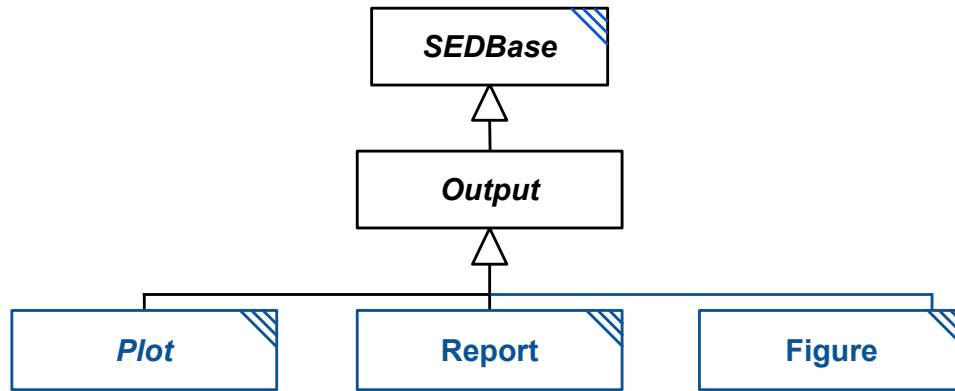 SEDBase
Output
Plot
Report
Figure